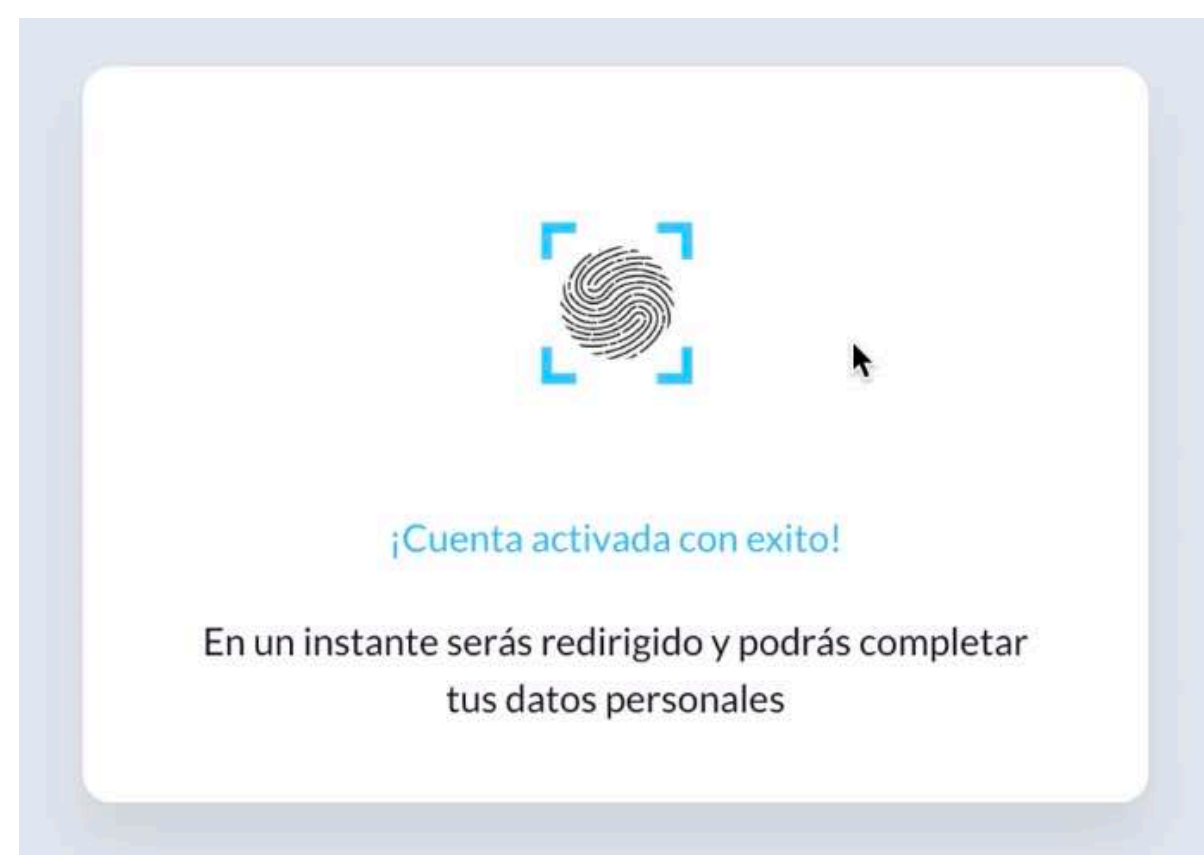 ¡Cuenta activada con exito!
En un instante serás redirigido y podrás completar
tus datos personales